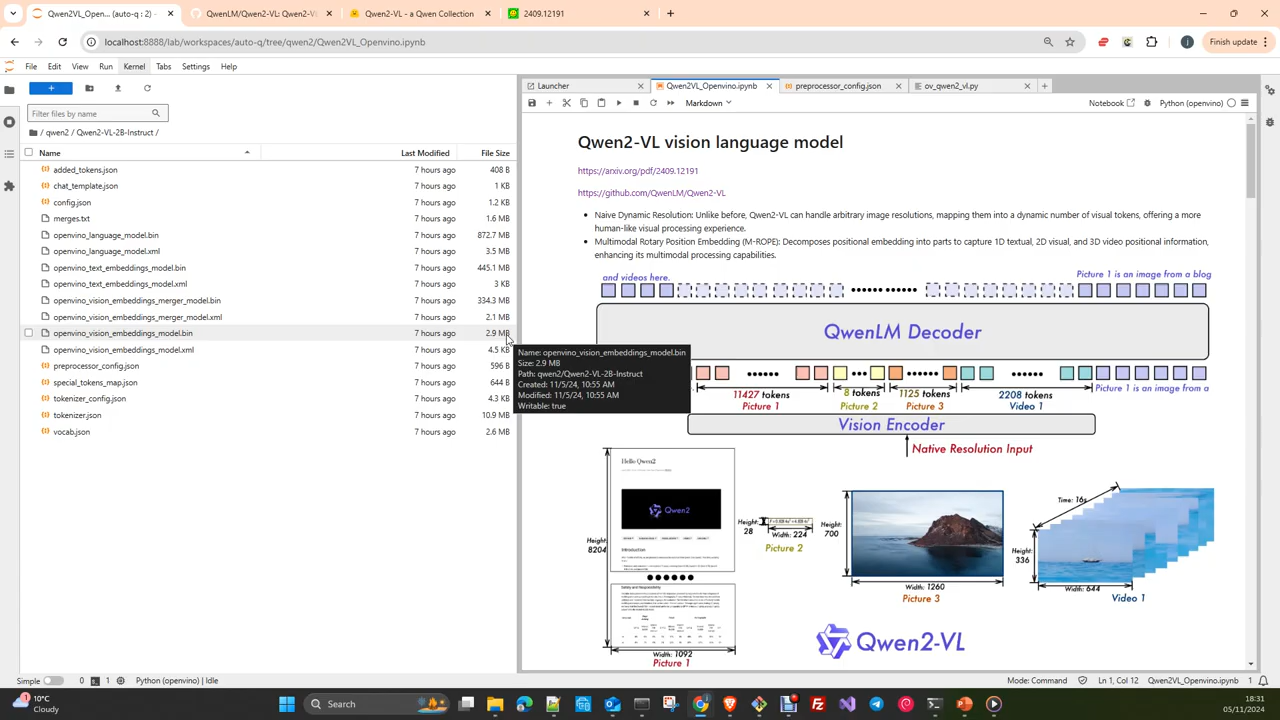 Qwen2VL_Open... (auto-q : 2)
QwenLM/Qwen2-VL: Qwen2-V
Qwen2-VL - a Qwen Collection
2409.12191
localhost:8888/lab/workspaces/auto-q/tree/qwen2/Qwen2VL_Openvino.ipynb
Finish update
File Edit View Run Kernel Tabs Settings Help
Launcher
Qwen2VL_Openvino.ipynb
preprocessor_config.json
ov_qwen2_vl.py
Markdown
Notebook
Python (openvino)
Filter files by name
/ qwen2 / Qwen2-VL-2B-Instruct /
Name Last Modified File Size
added_tokens.json 7 hours ago 408 B
chat_template.json 7 hours ago 1 KB
config.json 7 hours ago 1.2 KB
merges.txt 7 hours ago 1.6 MB
openvino_language_model.bin 7 hours ago 872.7 MB
openvino_language_model.xml 7 hours ago 3.5 MB
openvino_text_embeddings_model.bin 7 hours ago 445.1 MB
openvino_text_embeddings_model.xml 7 hours ago 3 KB
openvino_vision_embeddings_merger_model.bin 7 hours ago 334.3 MB
openvino_vision_embeddings_merger_model.xml 7 hours ago 2.1 MB
openvino_vision_embeddings_model.bin 7 hours ago 2.9 MB
openvino_vision_embeddings_model.xml 7 hours ago 4.5 KB
preprocessor_config.json 7 hours ago 596 B
special_tokens_map.json 7 hours ago 644 B
tokenizer_config.json 7 hours ago 4.3 KB
tokenizer.json 7 hours ago 10.9 MB
vocab.json 7 hours ago 2.6 MB
Name: openvino_vision_embeddings_model.bin
Size: 2.9 MB
Path: qwen2/Qwen2-VL-2B-Instruct
Created: 11/5/24, 10:55 AM
Modified: 11/5/24, 10:55 AM
Writable: true
Qwen2-VL vision language model
https://arxiv.org/pdf/2409.12191
https://github.com/QwenLM/Qwen2-VL
Naive Dynamic Resolution: Unlike before, Qwen2-VL can handle arbitrary image resolutions, mapping them into a dynamic number of visual tokens, offering a more
human-like visual processing experience.
Multimodal Rotary Position Embedding (M-ROPE): Decomposes positional embedding into parts to capture 1D textual, 2D visual, and 3D video positional information,
enhancing its multimodal processing capabilities.
and videos here.
Picture 1 is an image from a blog
QwenLM Decoder
11427 tokens
Picture 1
8 tokens
Picture 2
1125 tokens
Picture 3
2208 tokens
Video 1
Picture 1 is an image from a
Vision Encoder
Native Resolution Input
Hello Qwen2
Qwen2
Introduction
Height: 8204
Width: 1092
Picture 1
Height: 28
Width: 224
Picture 2
Height: 700
Width: 1260
Picture 3
Time: 16s
Height: 336
Width: 644
Video 1
Qwen2-VL
Simple 0 1 Python (openvino) | Idle
Mode: Command Ln 1, Col 12 Qwen2VL_Openvino.ipynb 1
10°C
Cloudy
Search
18:31
05/11/2024